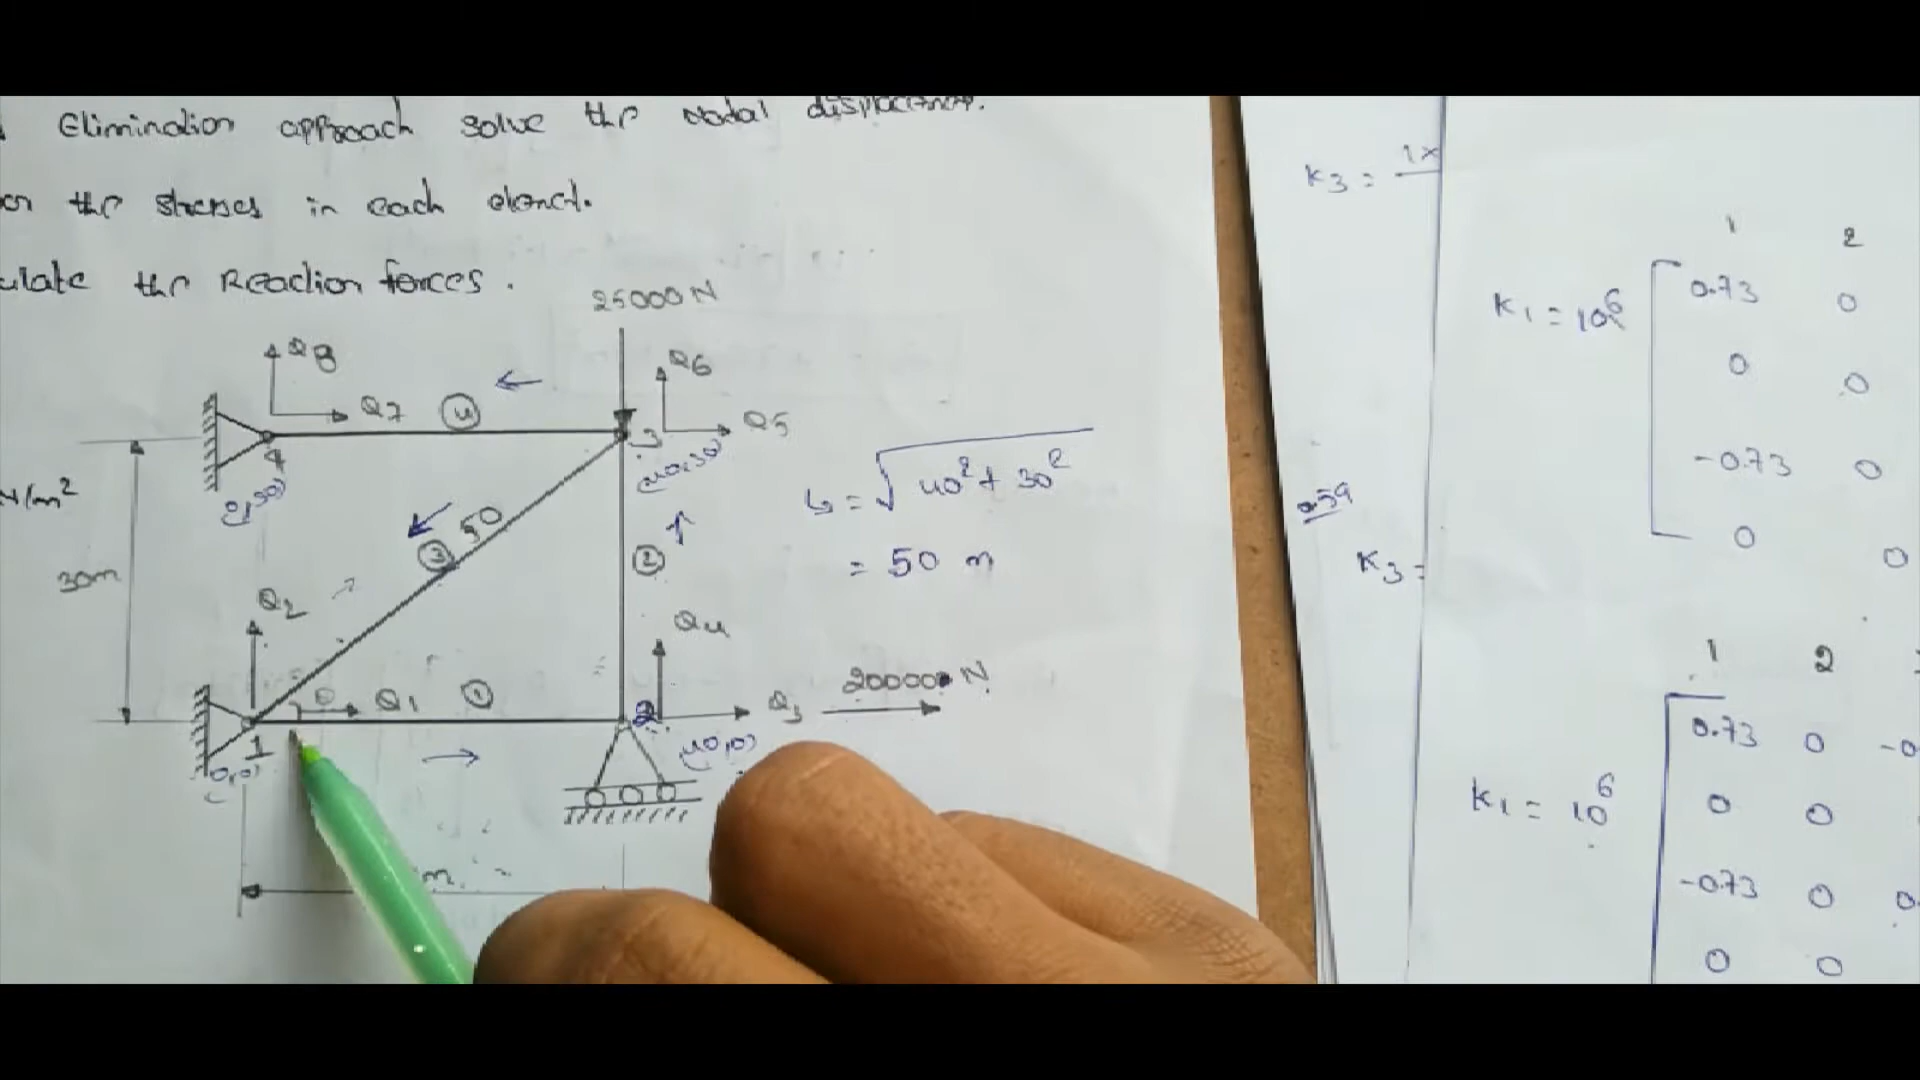 Elimination approach solve the nodal displacement.
the stresses in each element.
ulate the Reaction forces.
25000 N
Q8
Q6
Q7
4
Q5
3
(40,30)
4
N/m²
= √40² + 30²
50
3
30m
2
= 50 m
Q2
Q4
Q1
1
Q3
20000 N
2
(40,0)
1
(0,0)
m.
K3 = 1x
K3 =
1 2
K1 = 10⁶
0.73 0
0 0
-0.73 0
0 0
1 2
K1 = 10⁶
0.73 0 -0
0 0
-0.73 0 0
0 0